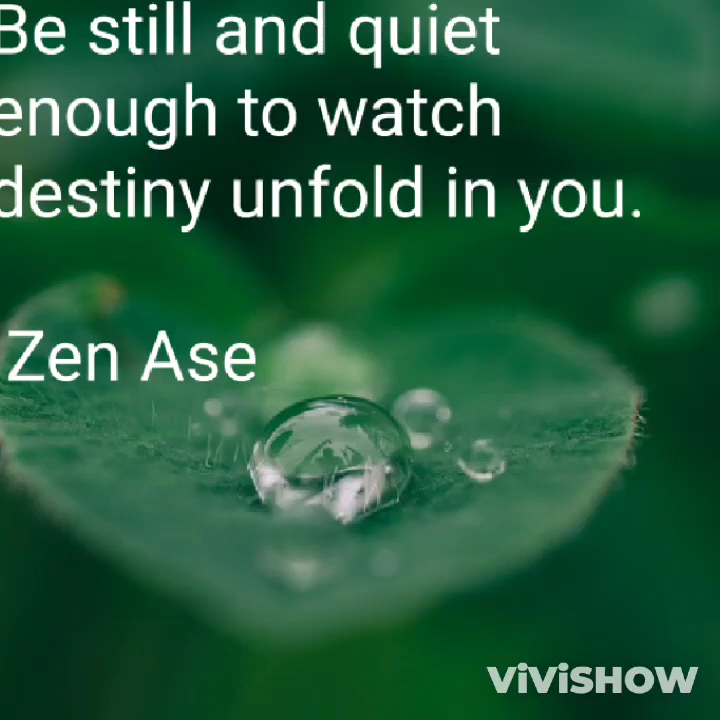 Be still and quiet
enough to watch
destiny unfold in you.
Zen Ase
ViViSHOW